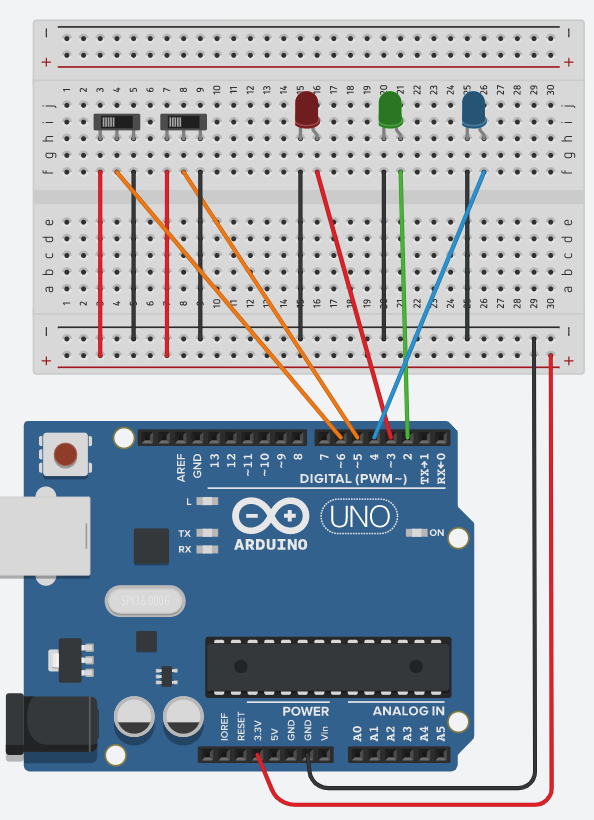 − −
+ +
1 2 3 4 5 6 7 8 9 10 11 12 13 14 15 16 17 18 19 20 21 22 23 24 25 26 27 28 29 30
j j
i i
h h
g g
f f
e e
d d
c c
b b
a a
1 2 3 4 5 6 7 8 9 10 11 12 13 14 15 16 17 18 19 20 21 22 23 24 25 26 27 28 29 30
− −
+ +
AREF GND 13 12 ~11 ~10 ~9 8 7 ~6 ~5 4 ~3 2 TX→1 RX←0
DIGITAL (PWM~)
L
TX
RX
ARDUINO
UNO
ON
SPK16.000G
POWER
ANALOG IN
IOREF RESET 3.3V 5V GND GND Vin A0 A1 A2 A3 A4 A5